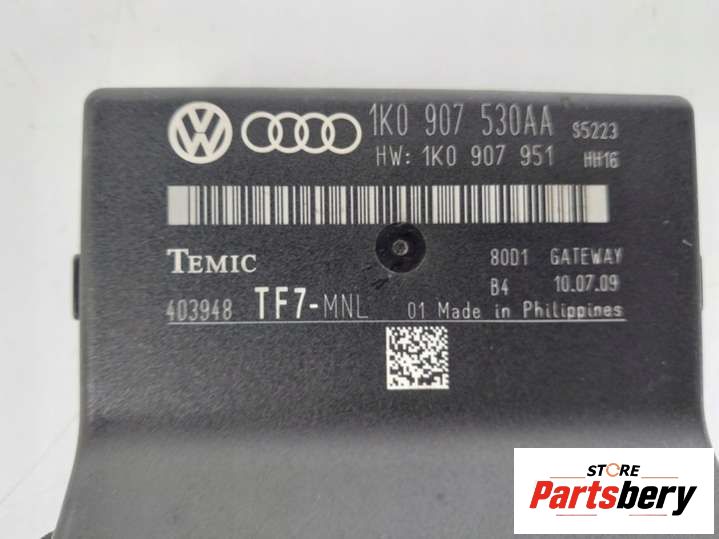 1K0 907 530AA S5223
HW: 1K0 907 951 HH16
TEMIC
80D1 GATEWAY
B4 10.07.09
403948 TF7-MNL 01 Made in Philippines
STORE
Partsbery